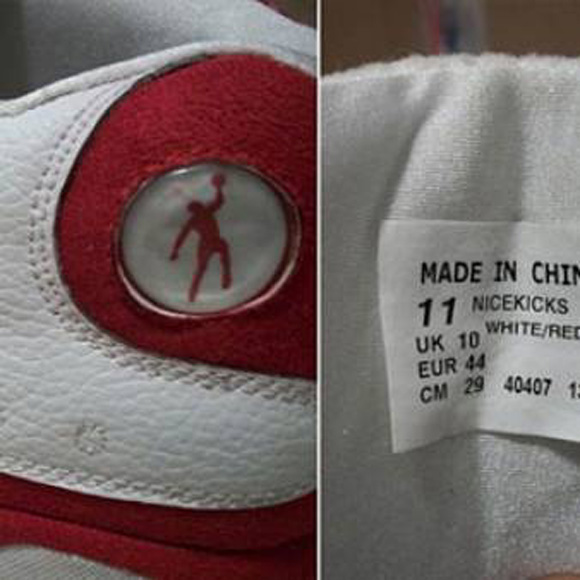 MADE IN CHIN
11 NICEKICKS
WHITE/RED
UK 10
EUR 44
CM 29 40407